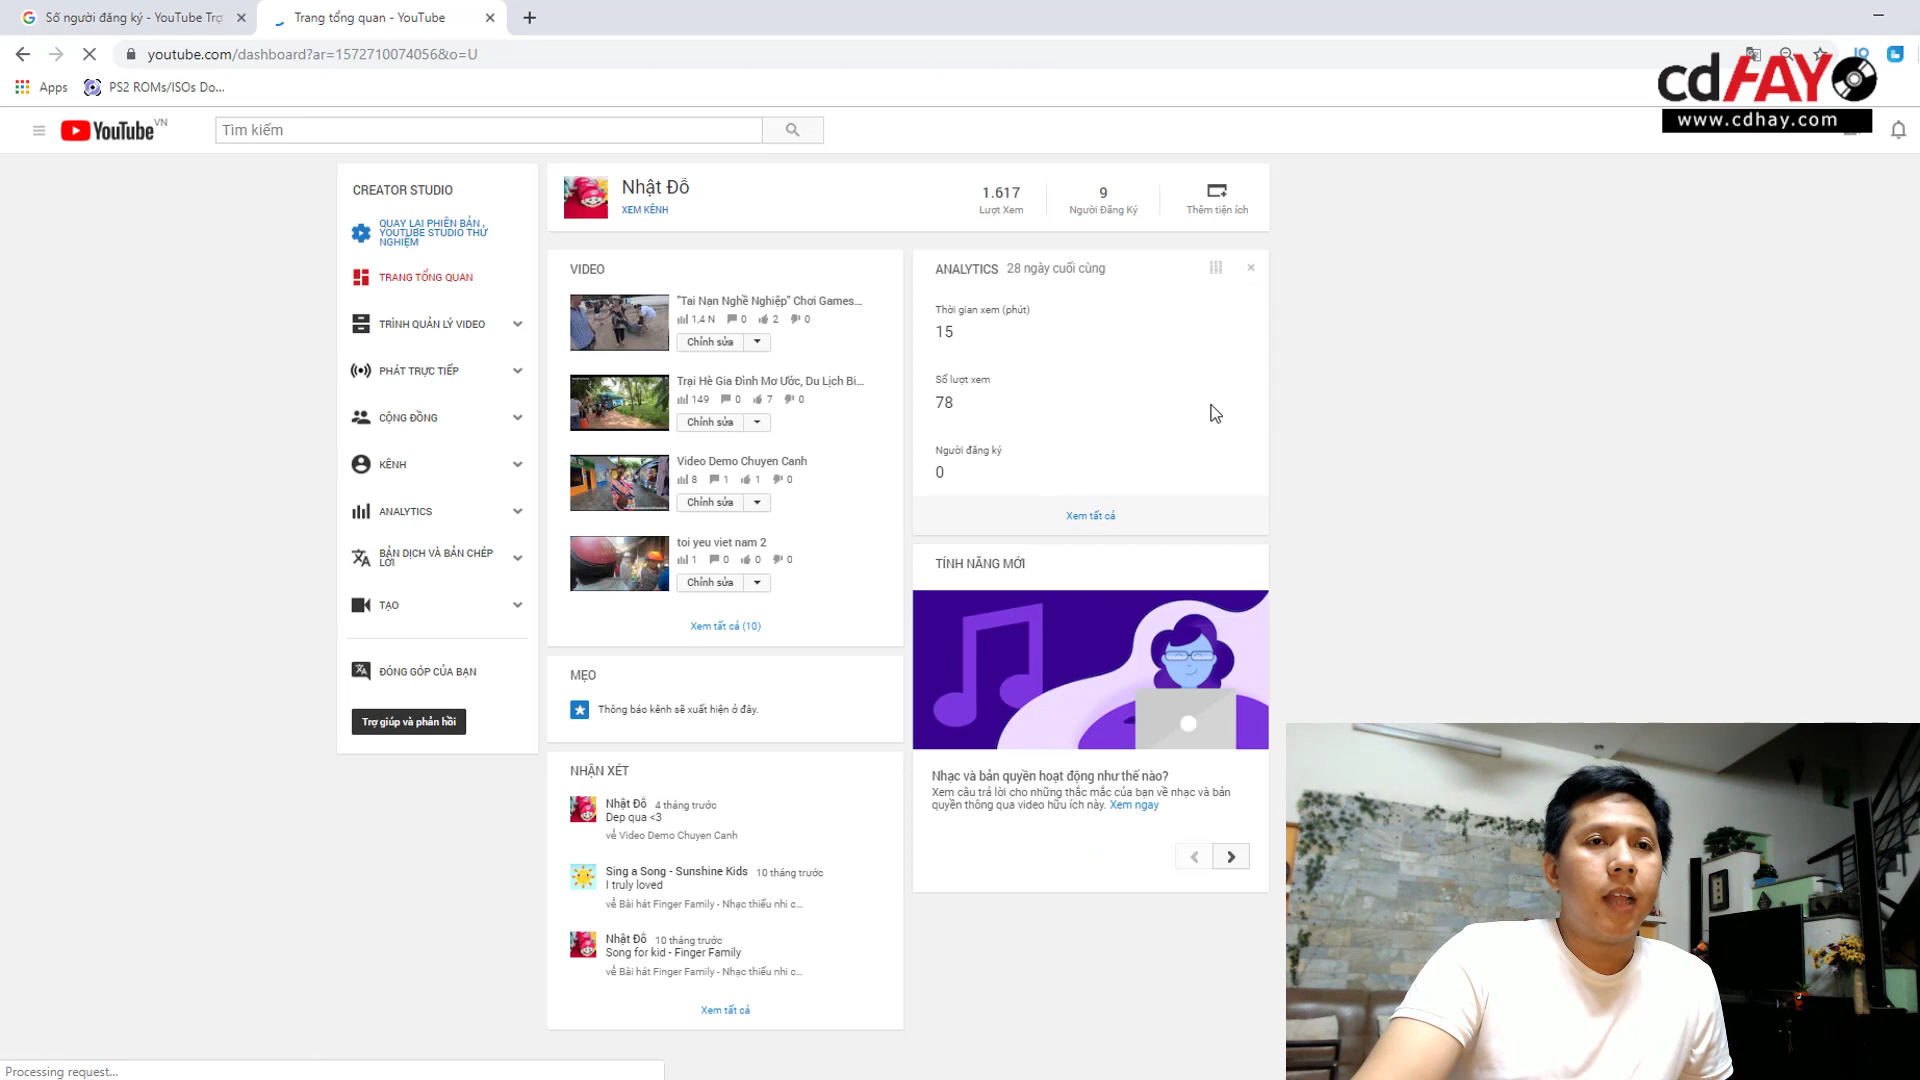 Số người đăng ký - YouTube Trợ
Trang tổng quan - YouTube
youtube.com/dashboard?ar=1572710074056&o=U
Apps
PS2 ROMs/ISOs Do...
cdHAY
www.cdhay.com
YouTube VN
Tìm kiếm
CREATOR STUDIO
QUAY LẠI PHIÊN BẢN ,
YOUTUBE STUDIO THỬ
NGHIỆM
TRANG TỔNG QUAN
TRÌNH QUẢN LÝ VIDEO
PHÁT TRỰC TIẾP
CỘNG ĐỒNG
KÊNH
ANALYTICS
BẢN DỊCH VÀ BẢN CHÉP
LỜI
TẠO
ĐÓNG GÓP CỦA BẠN
Trợ giúp và phản hồi
Nhật Đỗ
XEM KÊNH
1.617
Lượt Xem
9
Người Đăng Ký
Thêm tiện ích
VIDEO
"Tai Nạn Nghề Nghiệp" Chơi Games...
1,4 N 0 2 0
Chỉnh sửa
Trại Hè Gia Đình Mơ Ước, Du Lịch Bi...
149 0 7 0
Chỉnh sửa
Video Demo Chuyen Canh
8 1 1 0
Chỉnh sửa
toi yeu viet nam 2
1 0 0 0
Chỉnh sửa
Xem tất cả (10)
MẸO
Thông báo kênh sẽ xuất hiện ở đây.
NHẬN XÉT
Nhật Đỗ 4 tháng trước
Dep qua <3
về Video Demo Chuyen Canh
Sing a Song - Sunshine Kids 10 tháng trước
I truly loved
về Bài hát Finger Family - Nhạc thiếu nhi c...
Nhật Đỗ 10 tháng trước
Song for kid - Finger Family
về Bài hát Finger Family - Nhạc thiếu nhi c...
Xem tất cả
ANALYTICS 28 ngày cuối cùng
Thời gian xem (phút)
15
Số lượt xem
78
Người đăng ký
0
Xem tất cả
TÍNH NĂNG MỚI
Nhạc và bản quyền hoạt động như thế nào?
Xem câu trả lời cho những thắc mắc của bạn về nhạc và bản
quyền thông qua video hữu ích này. Xem ngay
Processing request...